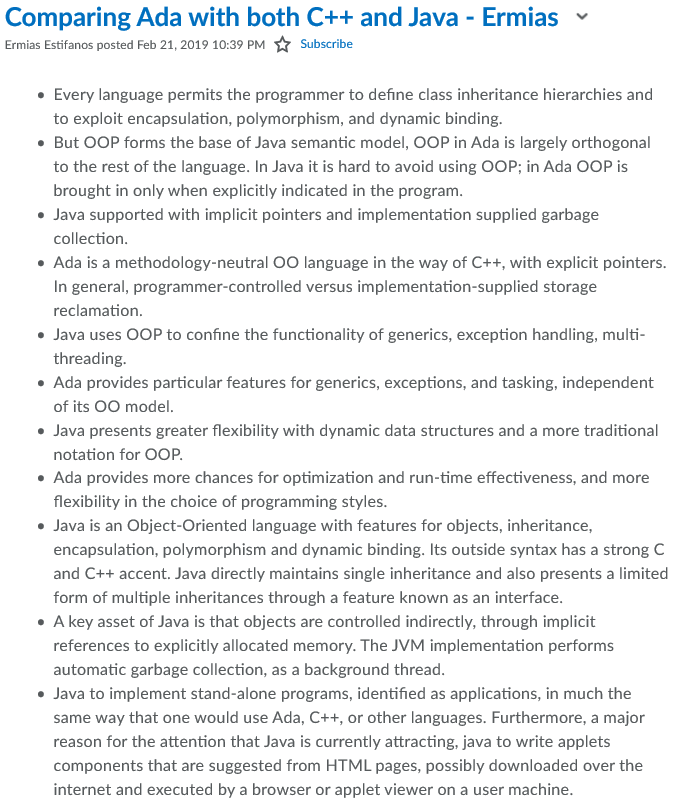 Comparing Ada with both C++ and Java - Ermias
Ermias Estifanos posted Feb 21, 2019 10:39 PM Subscribe
• Every language permits the programmer to define class inheritance hierarchies and
to exploit encapsulation, polymorphism, and dynamic binding.
• But OOP forms the base of Java semantic model, OOP in Ada is largely orthogonal
to the rest of the language. In Java it is hard to avoid using OOP; in Ada OOP is
brought in only when explicitly indicated in the program.
• Java supported with implicit pointers and implementation supplied garbage
collection.
• Ada is a methodology-neutral OO language in the way of C++, with explicit pointers.
In general, programmer-controlled versus implementation-supplied storage
reclamation.
• Java uses OOP to confine the functionality of generics, exception handling, multi-
threading.
• Ada provides particular features for generics, exceptions, and tasking, independent
of its OO model.
• Java presents greater flexibility with dynamic data structures and a more traditional
notation for OOP.
• Ada provides more chances for optimization and run-time effectiveness, and more
flexibility in the choice of programming styles.
• Java is an Object-Oriented language with features for objects, inheritance,
encapsulation, polymorphism and dynamic binding. Its outside syntax has a strong C
and C++ accent. Java directly maintains single inheritance and also presents a limited
form of multiple inheritances through a feature known as an interface.
• A key asset of Java is that objects are controlled indirectly, through implicit
references to explicitly allocated memory. The JVM implementation performs
automatic garbage collection, as a background thread.
• Java to implement stand-alone programs, identified as applications, in much the
same way that one would use Ada, C++, or other languages. Furthermore, a major
reason for the attention that Java is currently attracting, java to write applets
components that are suggested from HTML pages, possibly downloaded over the
internet and executed by a browser or applet viewer on a user machine.